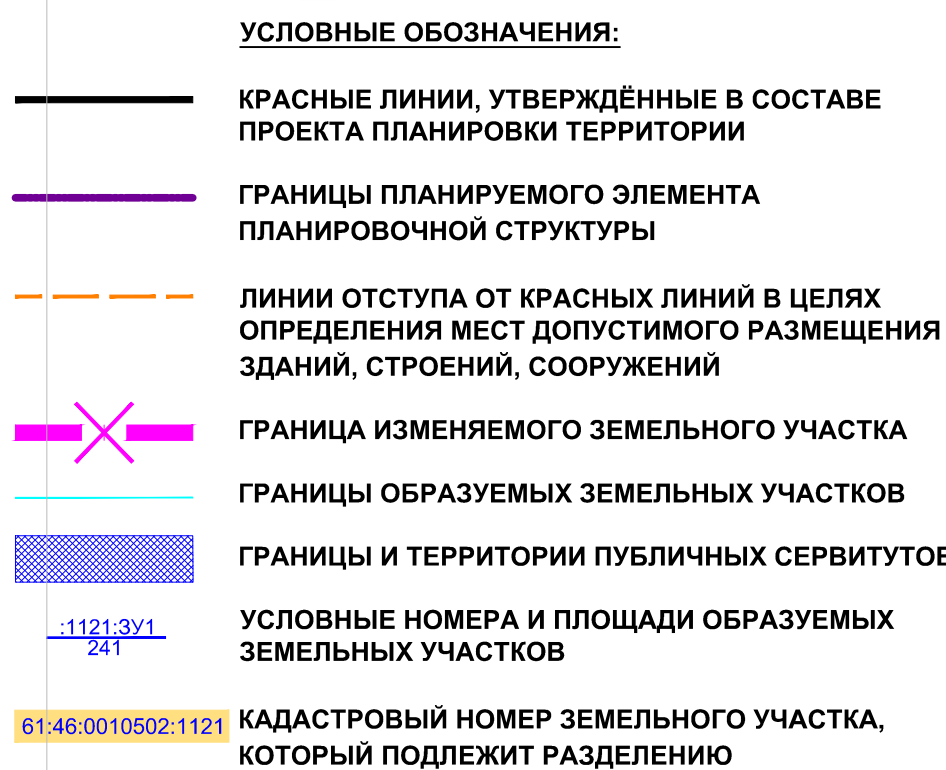 УСЛОВНЫЕ ОБОЗНАЧЕНИЯ:
КРАСНЫЕ ЛИНИИ, УТВЕРЖДЁННЫЕ В СОСТАВЕ
ПРОЕКТА ПЛАНИРОВКИ ТЕРРИТОРИИ
ГРАНИЦЫ ПЛАНИРУЕМОГО ЭЛЕМЕНТА
ПЛАНИРОВОЧНОЙ СТРУКТУРЫ
ЛИНИИ ОТСТУПА ОТ КРАСНЫХ ЛИНИЙ В ЦЕЛЯХ
ОПРЕДЕЛЕНИЯ МЕСТ ДОПУСТИМОГО РАЗМЕЩЕНИЯ
ЗДАНИЙ, СТРОЕНИЙ, СООРУЖЕНИЙ
ГРАНИЦА ИЗМЕНЯЕМОГО ЗЕМЕЛЬНОГО УЧАСТКА
ГРАНИЦЫ ОБРАЗУЕМЫХ ЗЕМЕЛЬНЫХ УЧАСТКОВ
ГРАНИЦЫ И ТЕРРИТОРИИ ПУБЛИЧНЫХ СЕРВИТУТОВ
:1121:ЗУ1
241
УСЛОВНЫЕ НОМЕРА И ПЛОЩАДИ ОБРАЗУЕМЫХ
ЗЕМЕЛЬНЫХ УЧАСТКОВ
61:46:0010502:1121
КАДАСТРОВЫЙ НОМЕР ЗЕМЕЛЬНОГО УЧАСТКА,
КОТОРЫЙ ПОДЛЕЖИТ РАЗДЕЛЕНИЮ